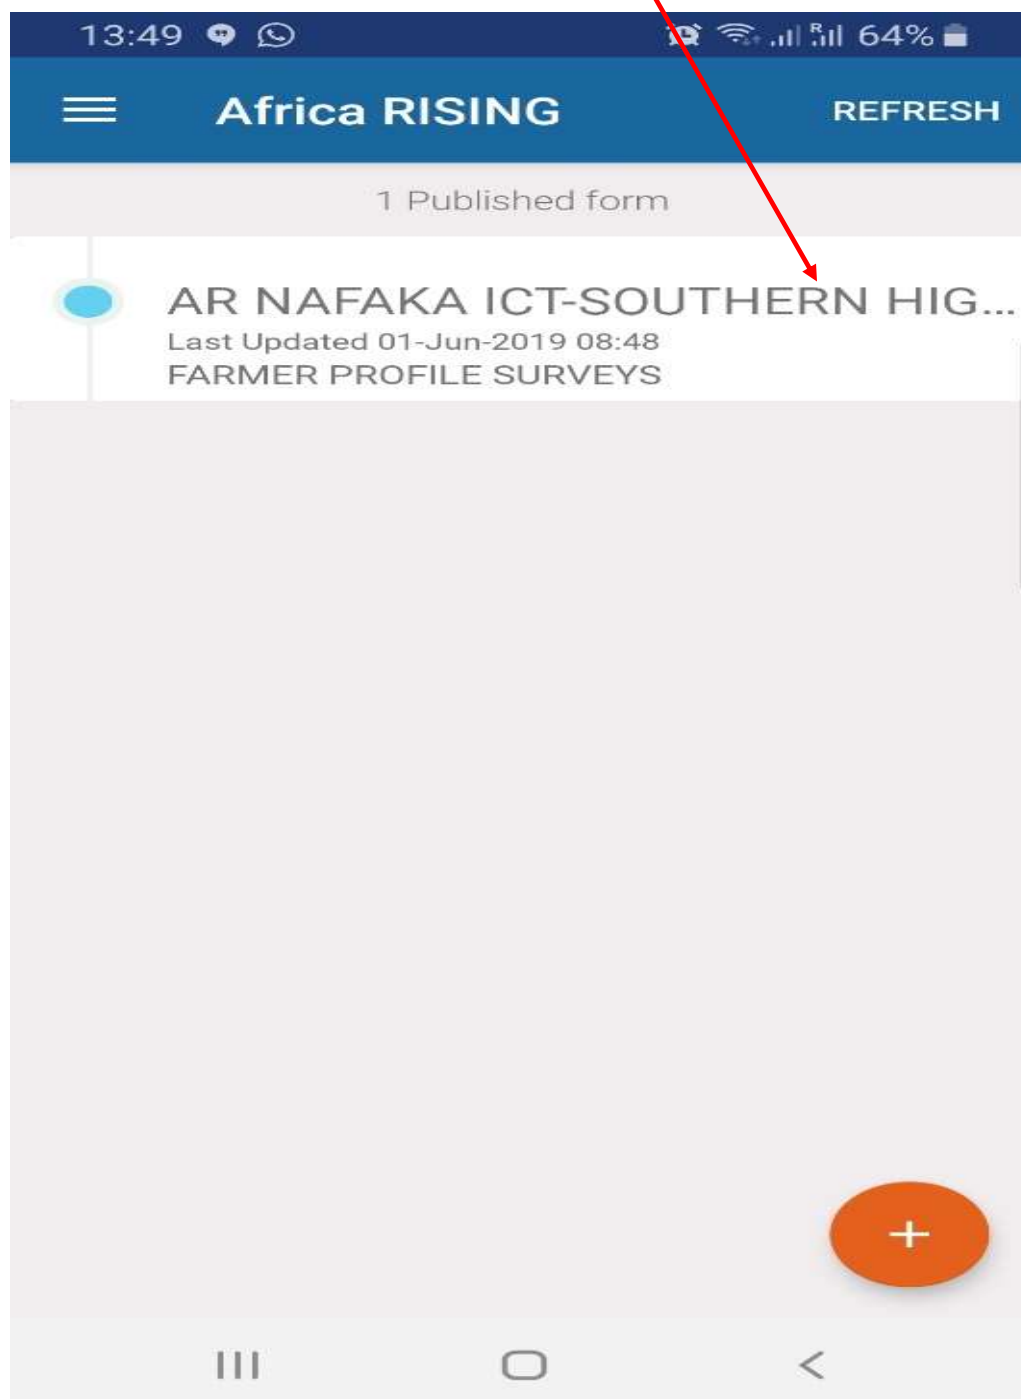 13:49 64%
Africa RISING REFRESH
1 Published form
AR NAFAKA ICT-SOUTHERN HIG...
Last Updated 01-Jun-2019 08:48
FARMER PROFILE SURVEYS